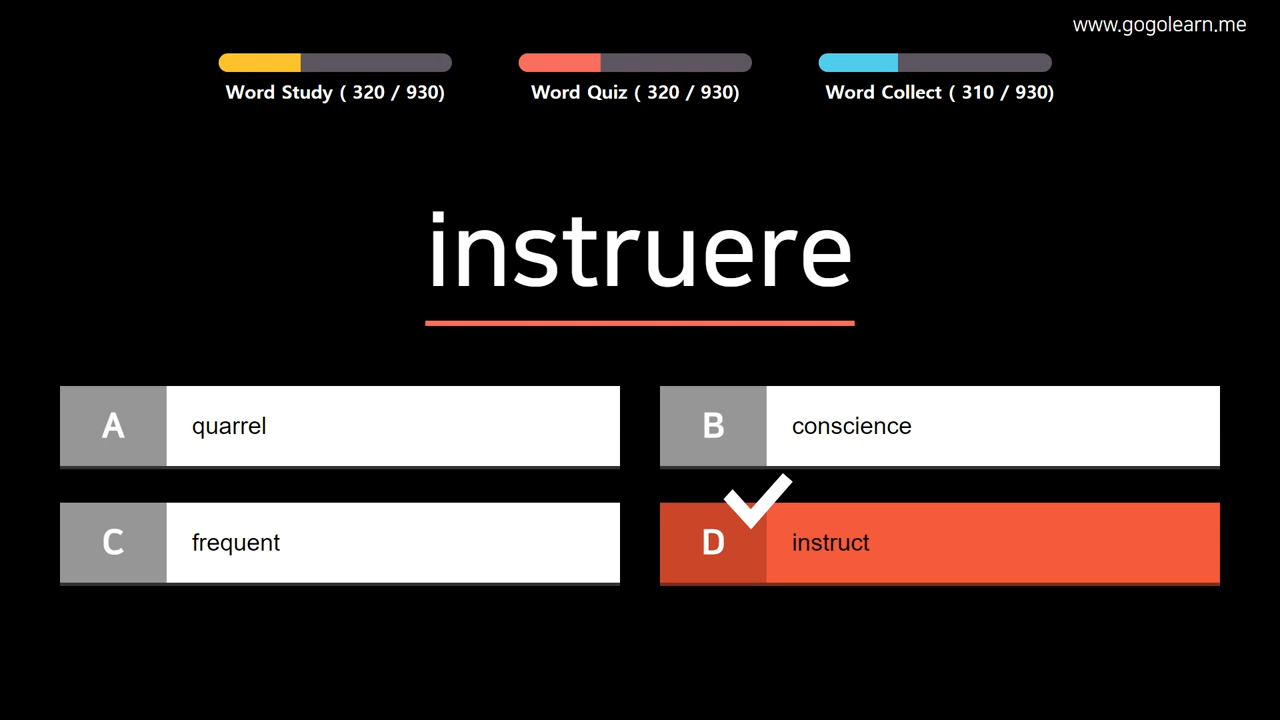 www.gogolearn.me
Word Study ( 320 / 930)
Word Quiz ( 320 / 930)
Word Collect ( 310 / 930)
instruere
A quarrel
B conscience
C frequent
D instruct